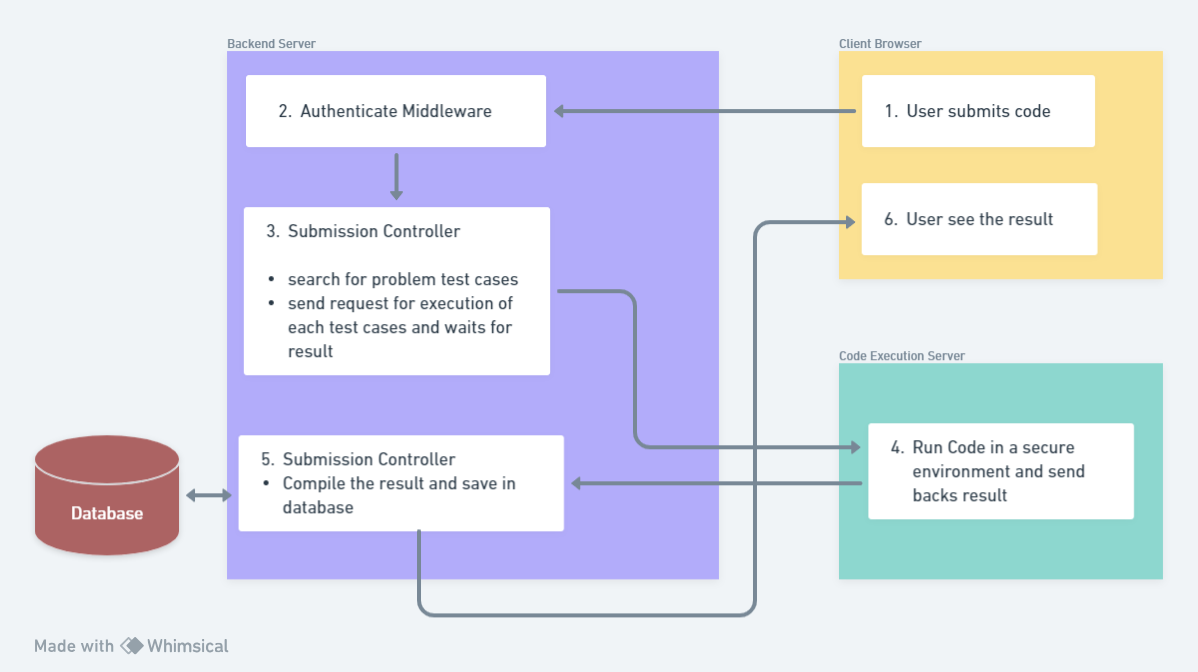 Backend Server
Client Browser
2. Authenticate Middleware
1. User submits code
3. Submission Controller
• search for problem test cases
• send request for execution of
each test cases and waits for
result
6. User see the result
Code Execution Server
4. Run Code in a secure
environment and send
backs result
5. Submission Controller
• Compile the result and save in
database
Database
Made with Whimsical